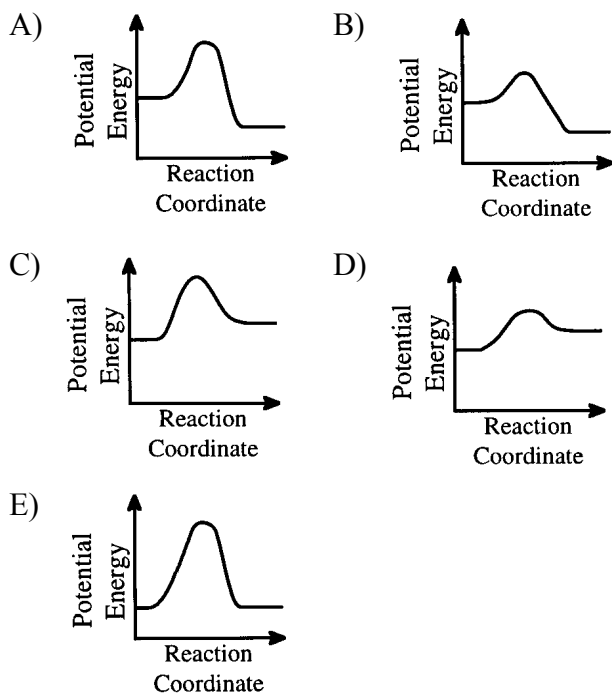 A)
Potential
Energy
Reaction
Coordinate
B)
Potential
Energy
Reaction
Coordinate
C)
Potential
Energy
Reaction
Coordinate
D)
Potential
Energy
Reaction
Coordinate
E)
Potential
Energy
Reaction
Coordinate